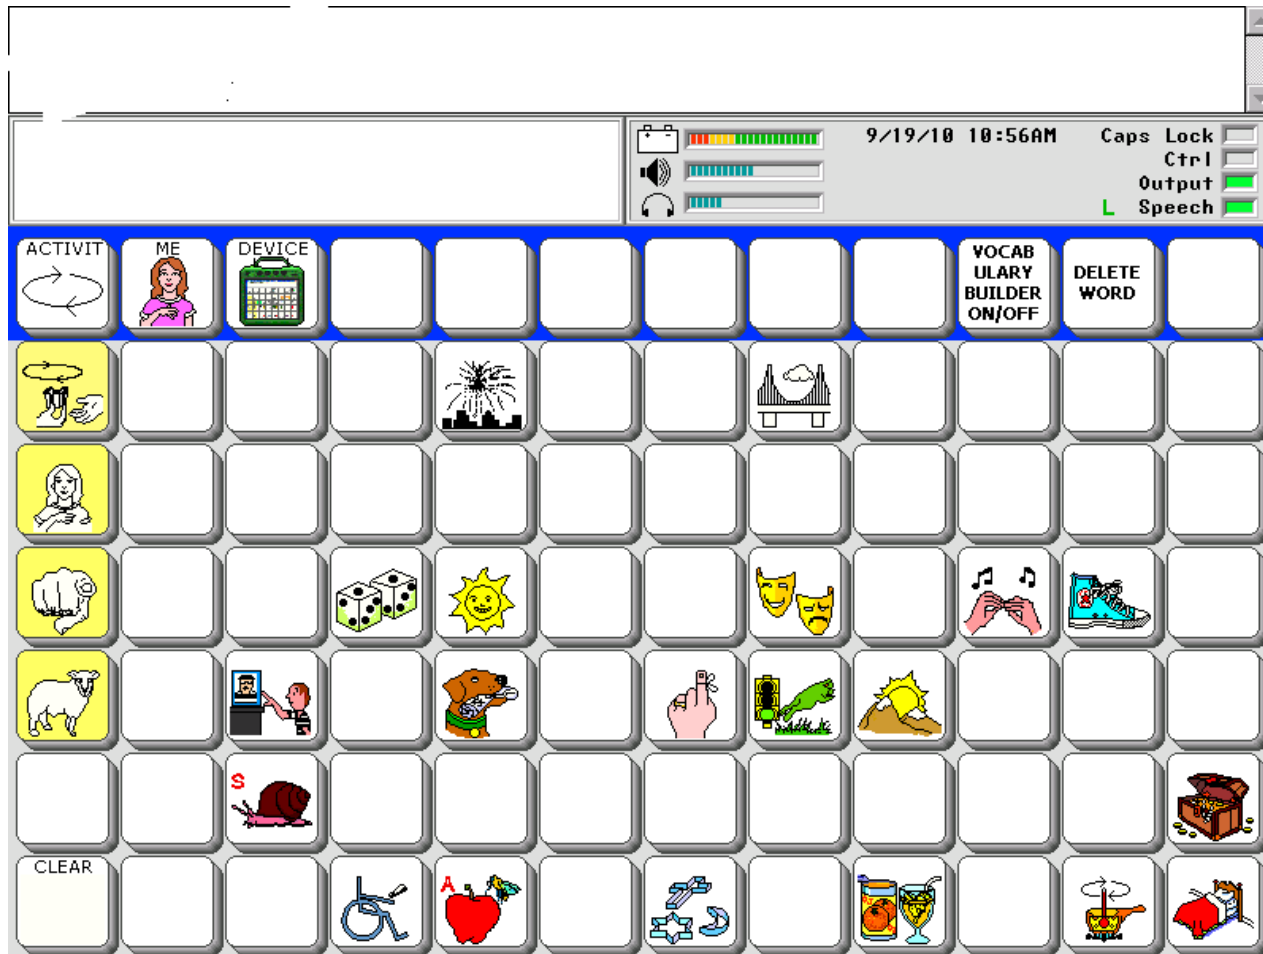 9/19/10 10:56AM
Caps Lock
Ctrl
Output
L Speech
ACTIVIT
ME
DEVICE
VOCAB
ULARY
BUILDER
ON/OFF
DELETE
WORD
S
CLEAR
A